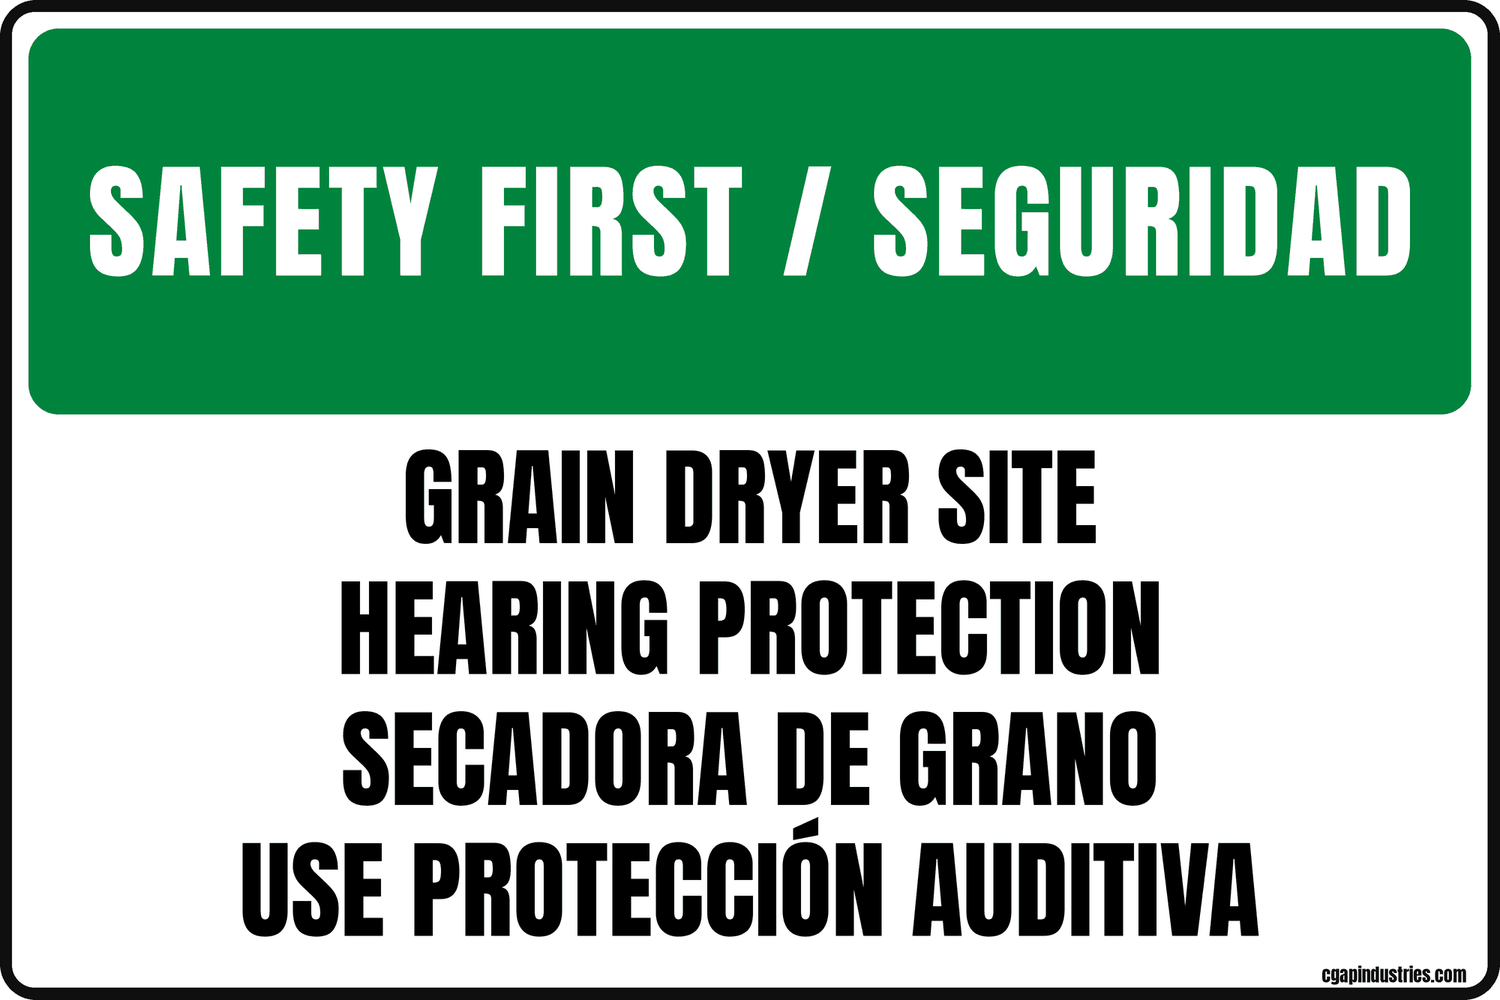 SAFETY FIRST / SEGURIDAD
GRAIN DRYER SITE
HEARING PROTECTION
SECADORA DE GRANO
USE PROTECCIÓN AUDITIVA
cgapindustries.com